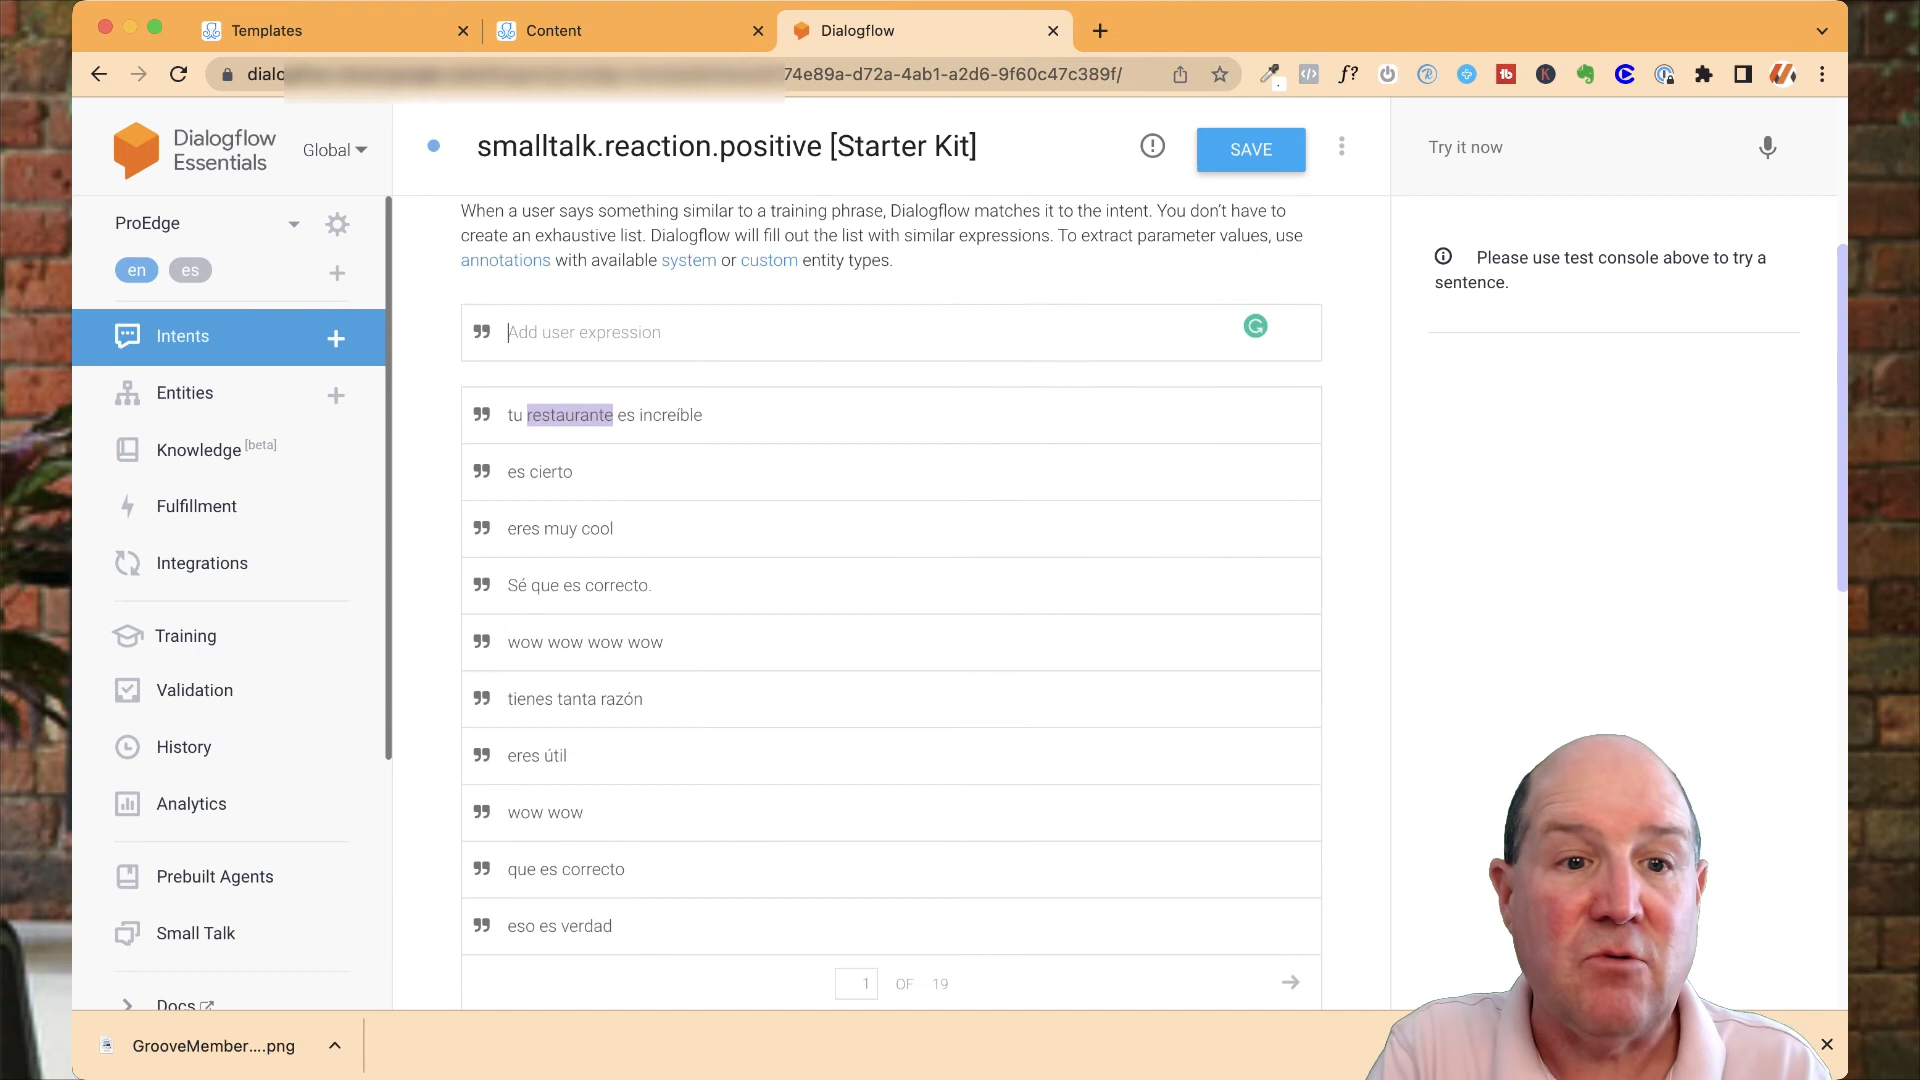 Templates
Content
Dialogflow
dialo
74e89a-d72a-4ab1-a2d6-9f60c47c389f/
f?
Dialogflow
Essentials
Global
smalltalk.reaction.positive [Starter Kit]
SAVE
Try it now
ProEdge
en
es
When a user says something similar to a training phrase, Dialogflow matches it to the intent. You don't have to
create an exhaustive list. Dialogflow will fill out the list with similar expressions. To extract parameter values, use
annotations with available system or custom entity types.
Please use test console above to try a
sentence.
Intents
Entities
Knowledge [beta]
Fulfillment
Integrations
Training
Validation
History
Analytics
Prebuilt Agents
Small Talk
Docs
Add user expression
tu restaurante es increíble
es cierto
eres muy cool
Sé que es correcto.
wow wow wow wow
tienes tanta razón
eres útil
wow wow
que es correcto
eso es verdad
1 OF 19
GrooveMember....png